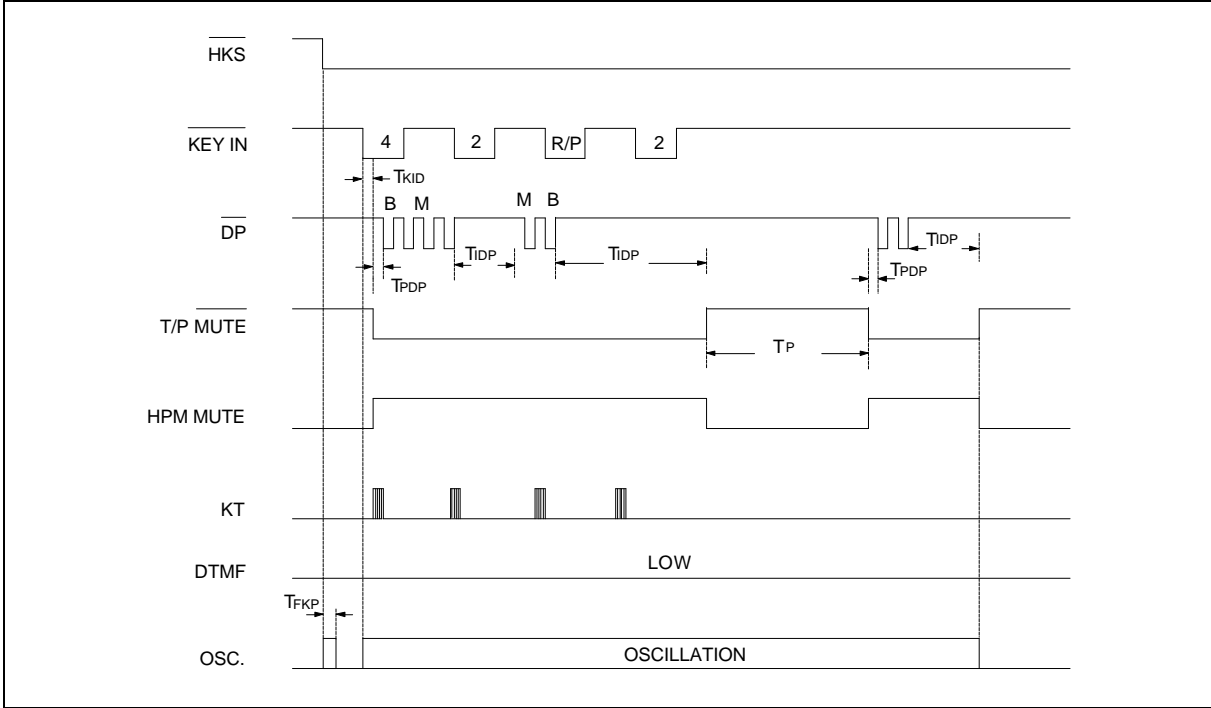 HKS
KEY IN
4
2
R/P
2
TKID
DP
B
M
M
B
TIDP
TIDP
TIDP
TPDP
TPDP
T/P MUTE
TP
HPM MUTE
KT
DTMF
LOW
TFKP
OSC.
OSCILLATION